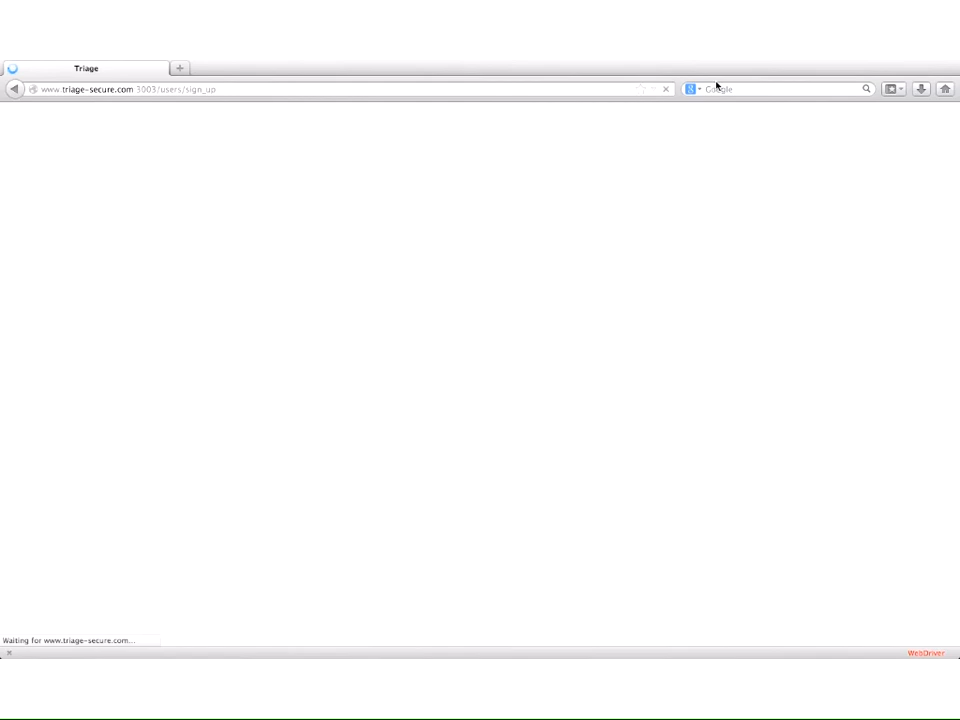 Triage
www.triage-secure.com:3003/users/sign_up
Google
Waiting for www.triage-secure.com...
WebDriver